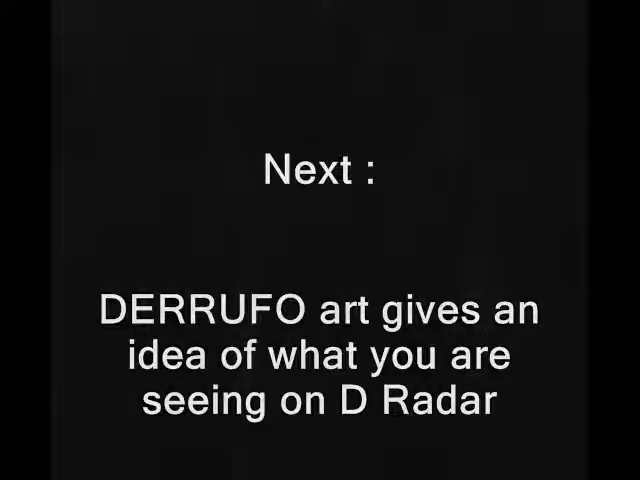 Next :
DERRUFO art gives an
idea of what you are
seeing on D Radar